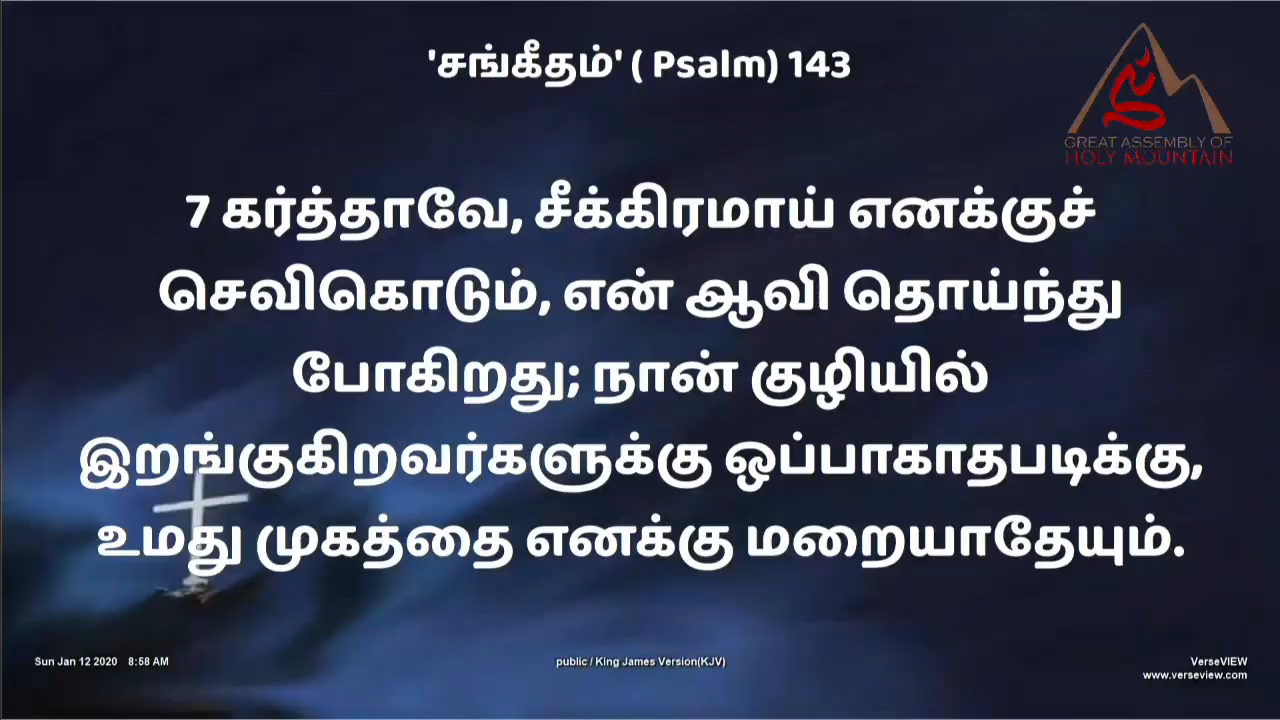 'சங்கீதம்' ( Psalm) 143
GREAT ASSEMBLY OF
HOLY MOUNTAIN
7 கர்த்தாவே, சீக்கிரமாய் எனக்குச்
செவிகொடும், என் ஆவி தொய்ந்து
போகிறது; நான் குழியில்
இறங்குகிறவர்களுக்கு ஒப்பாகாதபடிக்கு,
உமது முகத்தை எனக்கு மறையாதேயும்.
Sun Jan 12 2020 8:58 AM
public / King James Version(KJV)
VerseVIEW
www.verseview.com